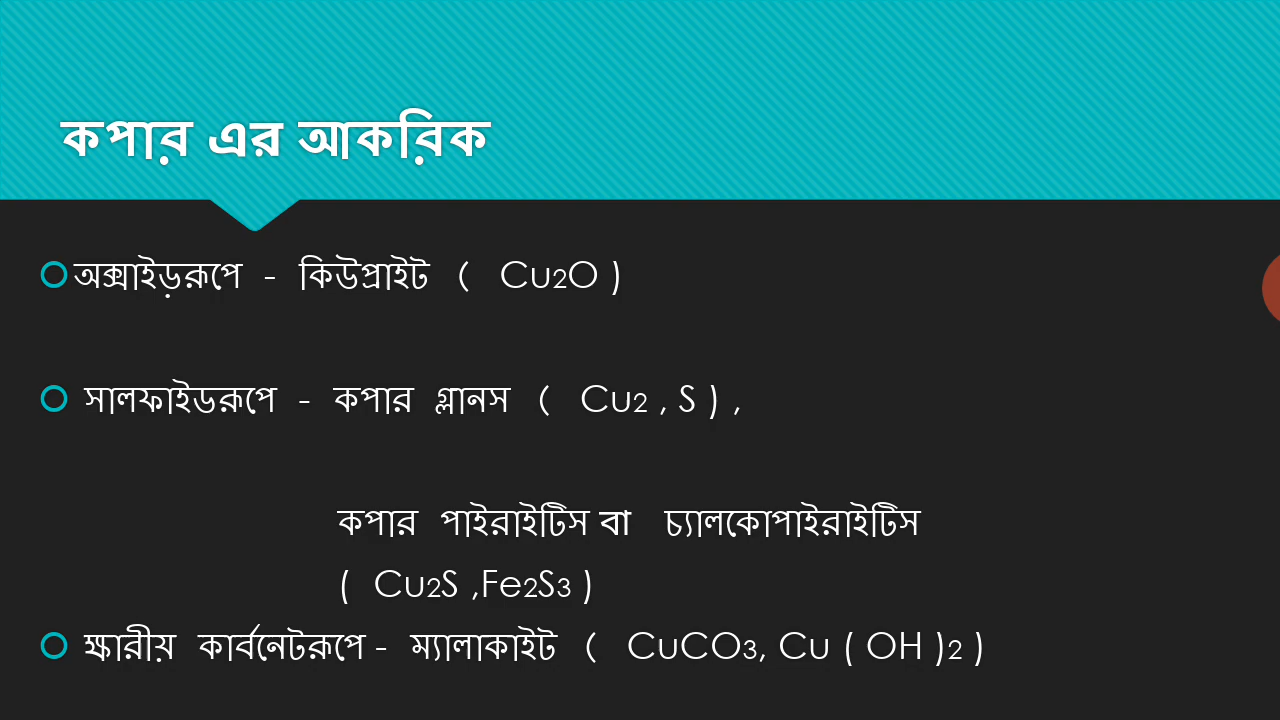 কপার এর আকরিক
অক্সাইড়রূপে - কিউপ্রাইট ( Cu2O )
সালফাইডরূপে - কপার গ্লানস ( Cu2 , S ) ,
কপার পাইরাইটিস বা চ্যালকোপাইরাইটিস
( Cu2S ,Fe2S3 )
ক্ষারীয় কার্বনেটরূপে - ম্যালাকাইট ( CuCO3, Cu ( OH )2 )